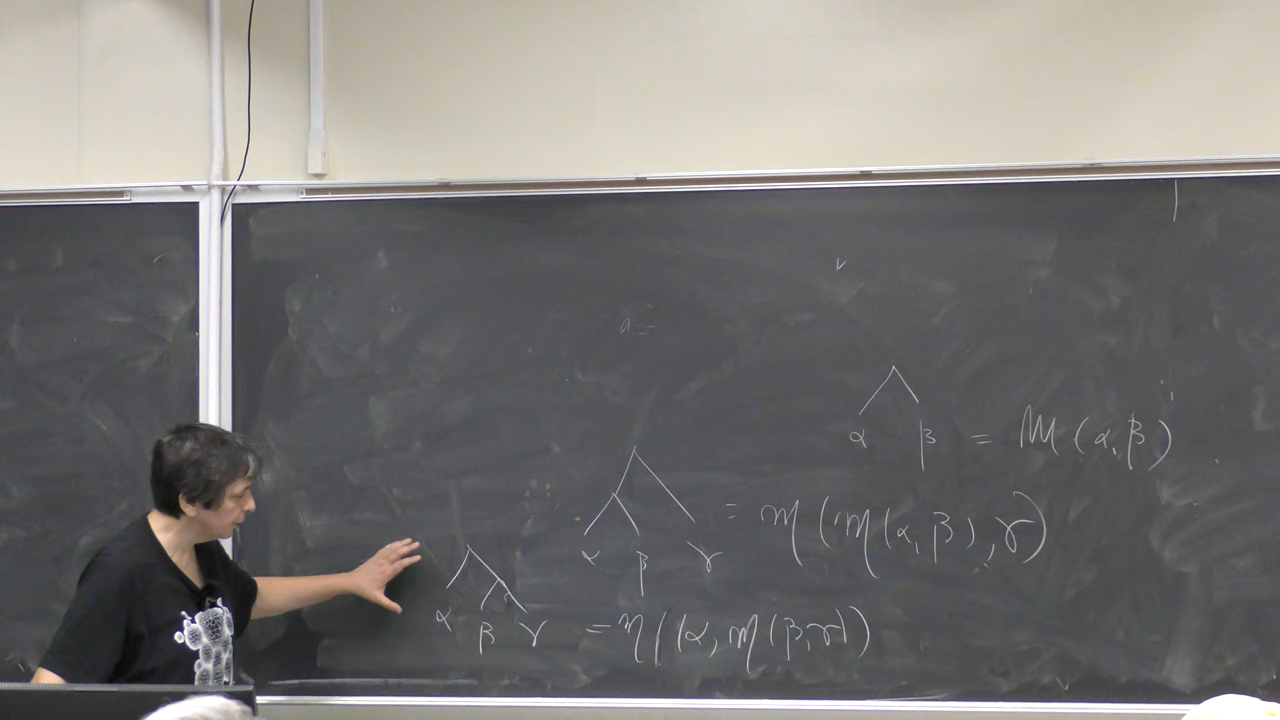 α β = M(α, β)
α β γ = M(M(α, β), γ)
α β γ = M(α, M(β, γ))